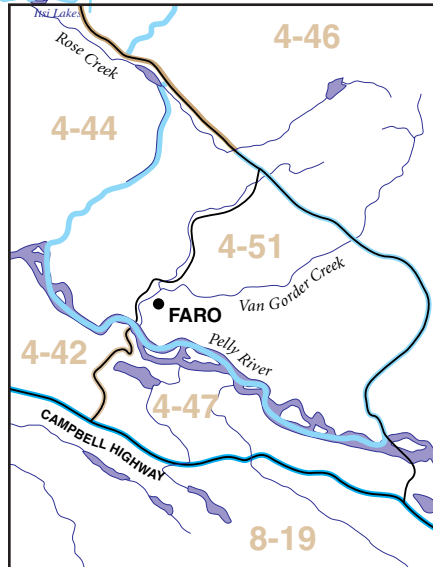 Itsi Lakes
Rose Creek
4-46
4-44
4-51
Van Gorder Creek
FARO
Pelly River
4-42
4-47
CAMPBELL HIGHWAY
8-19